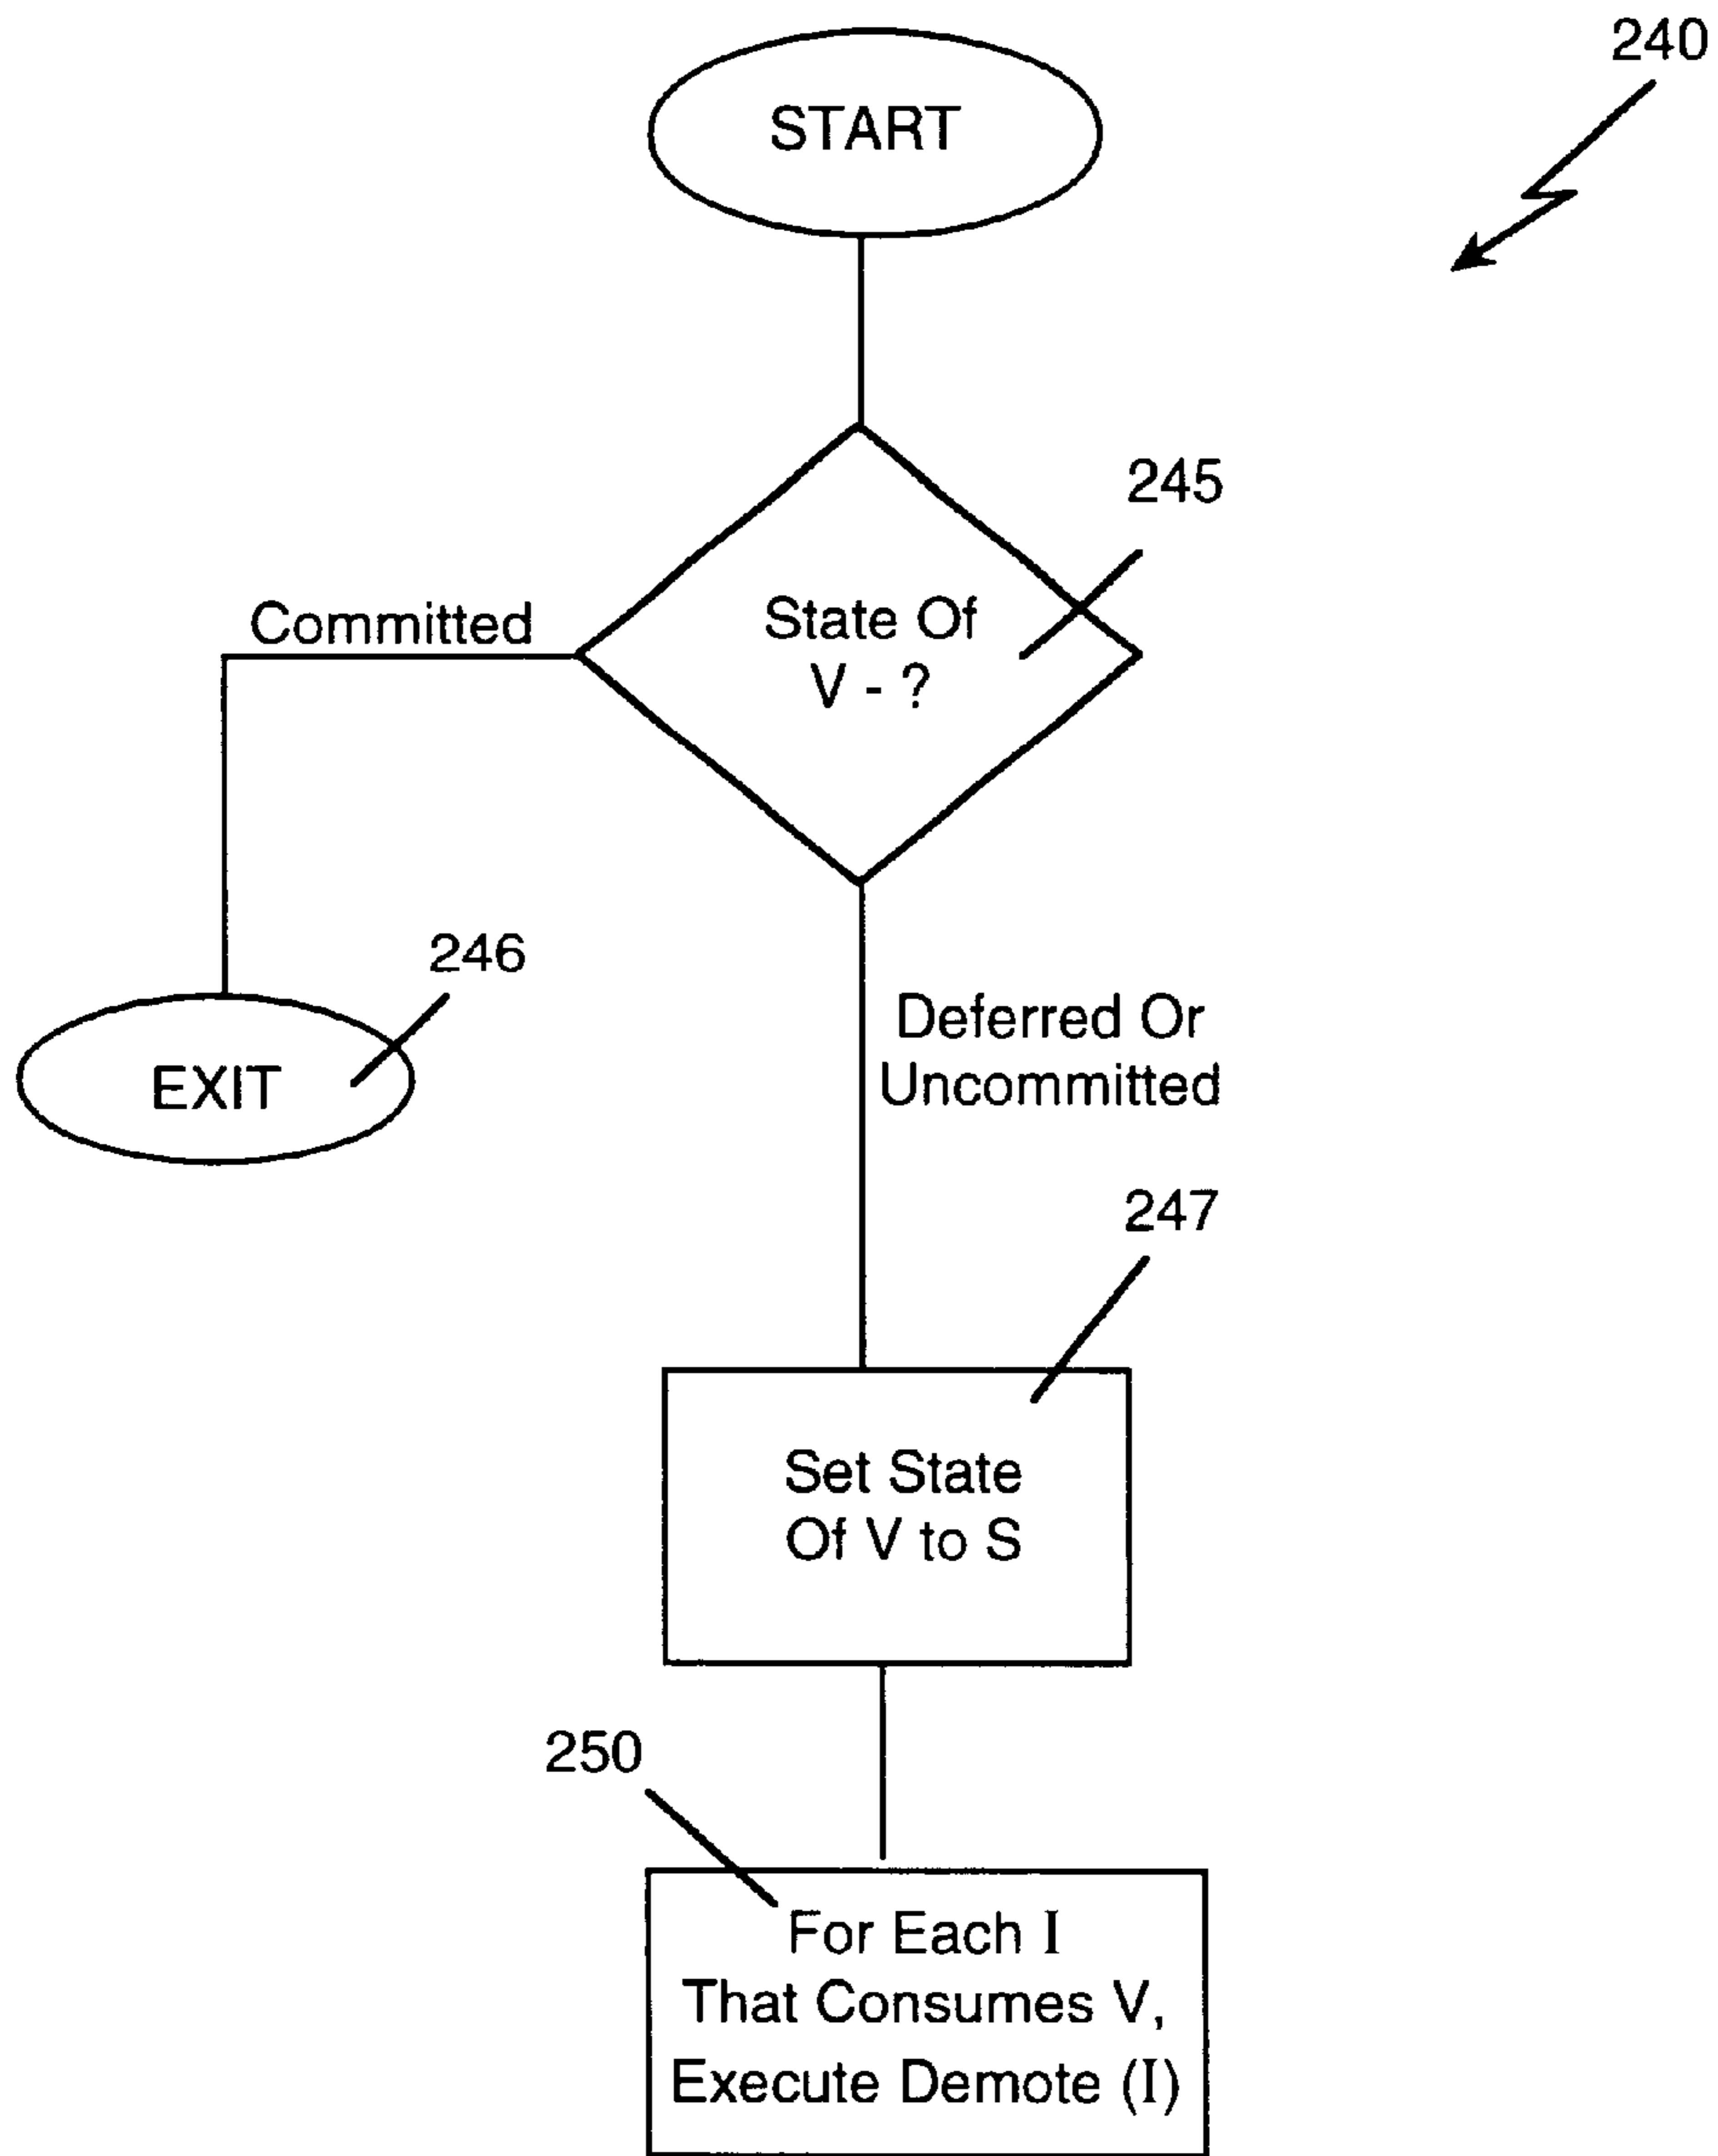 240
START
245
State Of
V - ?
Committed
246
EXIT
Deferred Or
Uncommitted
247
Set State
Of V to S
250
For Each I
That Consumes V,
Execute Demote (I)